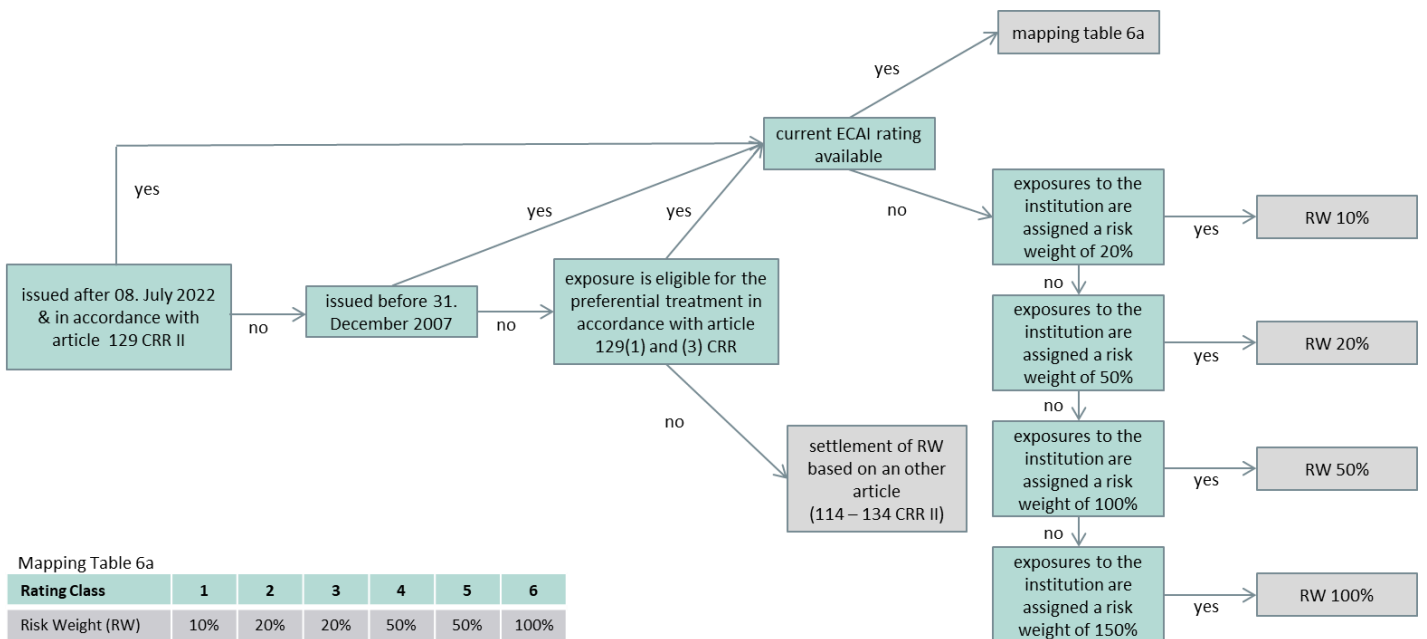 mapping table 6a
yes
current ECAI rating
available
yes
yes
yes
no
exposures to the
institution are
assigned a risk
weight of 20%
yes
RW 10%
issued after 08. July 2022
& in accordance with
article  129 CRR II
no
issued before 31.
December 2007
no
exposure is eligible for the
preferential treatment in
accordance with article
129(1) and (3) CRR
no
exposures to the
institution are
assigned a risk
weight of 50%
yes
RW 20%
no
no
settlement of RW
based on an other
article
(114 – 134 CRR II)
exposures to the
institution are
assigned a risk
weight of 100%
yes
RW 50%
no
exposures to the
institution are
assigned a risk
weight of 150%
yes
RW 100%
Mapping Table 6a
Rating Class 1 2 3 4 5 6
Risk Weight (RW) 10% 20% 20% 50% 50% 100%